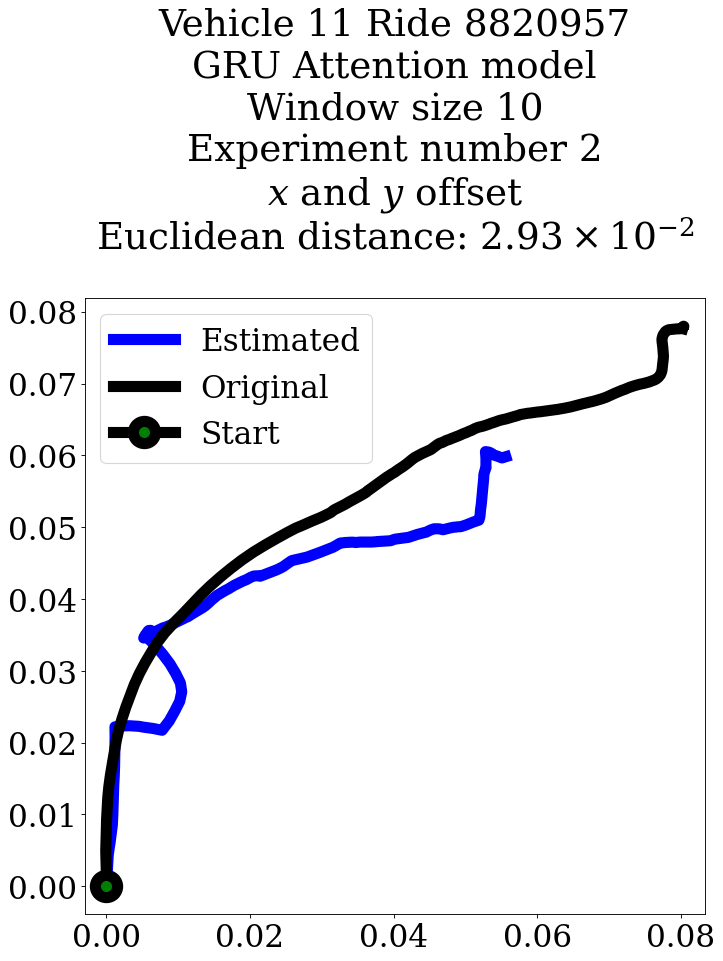 Vehicle 11 Ride 8820957
GRU Attention model
Window size 10
Experiment number 2
x and y offset
Euclidean distance: 2.93 × 10⁻²
0.08
0.07
0.06
0.05
0.04
0.03
0.02
0.01
0.00
Estimated
Original
Start
0.00 0.02 0.04 0.06 0.08